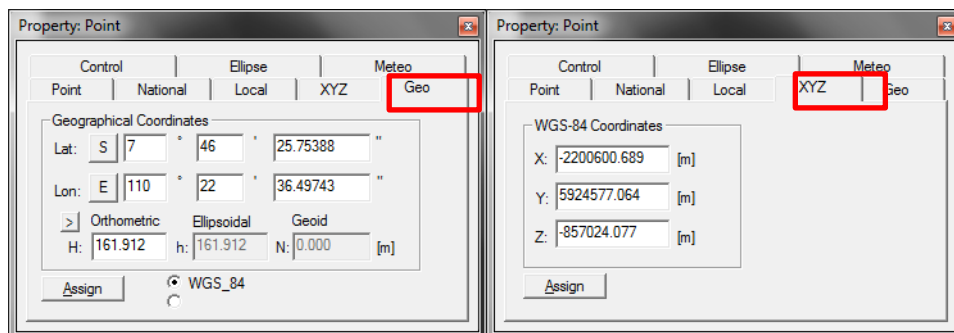 Property: Point
Control Ellipse Meteo
Point National Local XYZ Geo
Geographical Coordinates
Lat: S 7 ° 46 ' 25.75388 "
Lon: E 110 ° 22 ' 36.49743 "
> Orthometric Ellipsoidal Geoid
H: 161.912 h: 161.912 N: 0.000 [m]
Assign WGS_84
Property: Point
Control Ellipse Meteo
Point National Local XYZ Geo
WGS-84 Coordinates
X: -2200600.689 [m]
Y: 5924577.064 [m]
Z: -857024.077 [m]
Assign